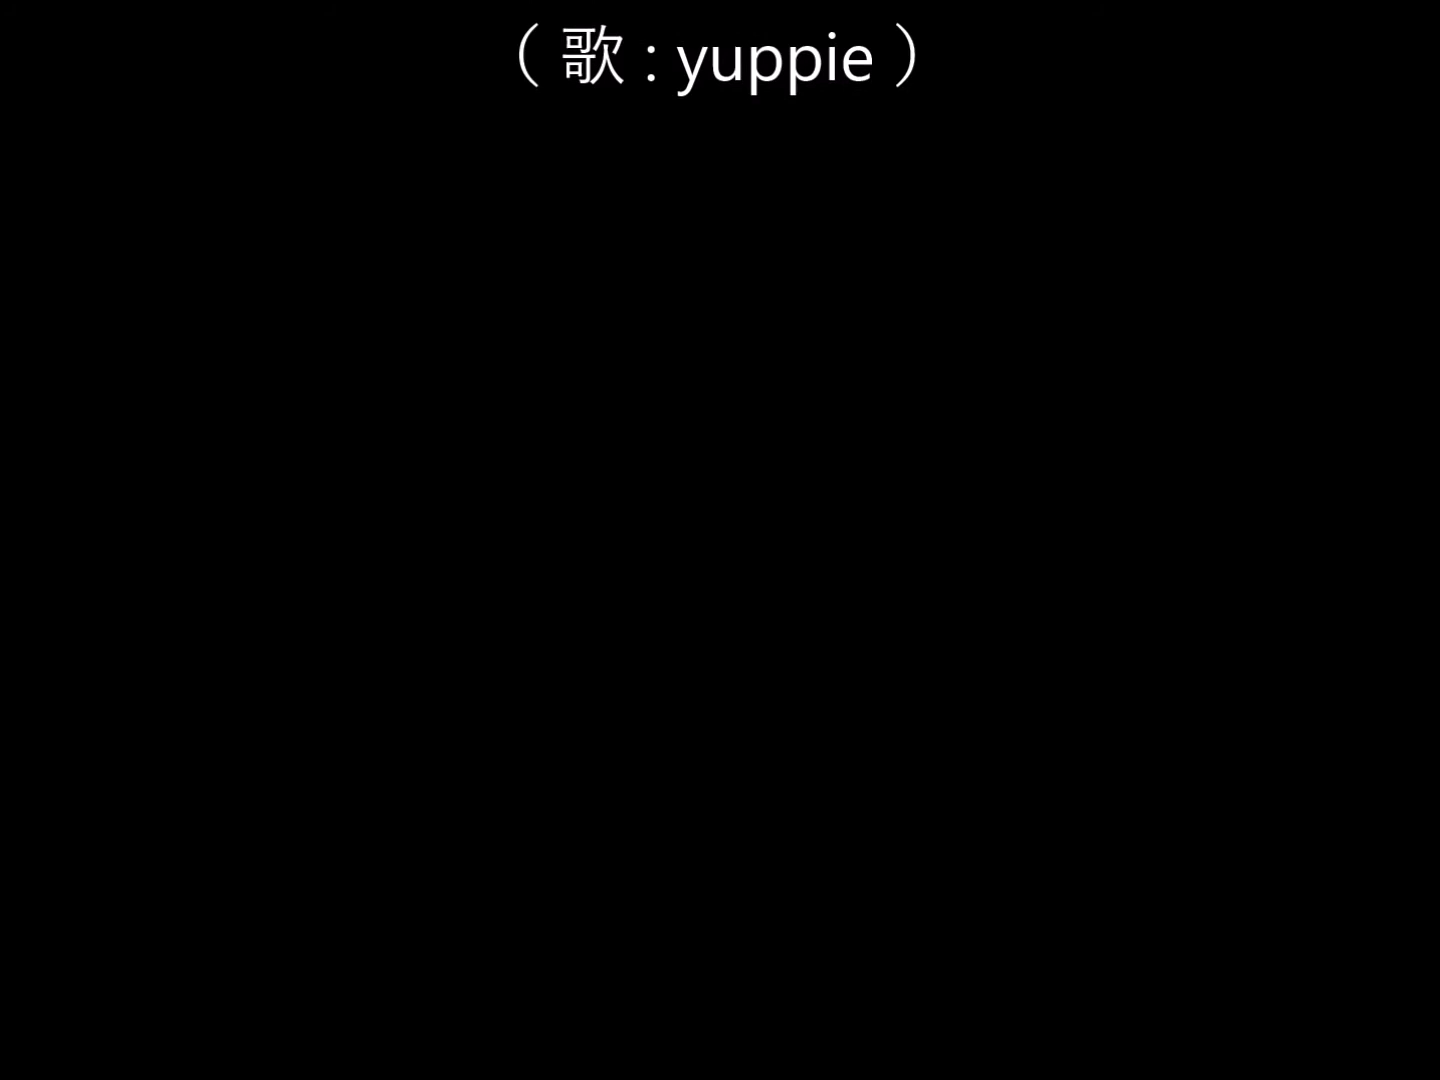 （ 歌 : yuppie ）